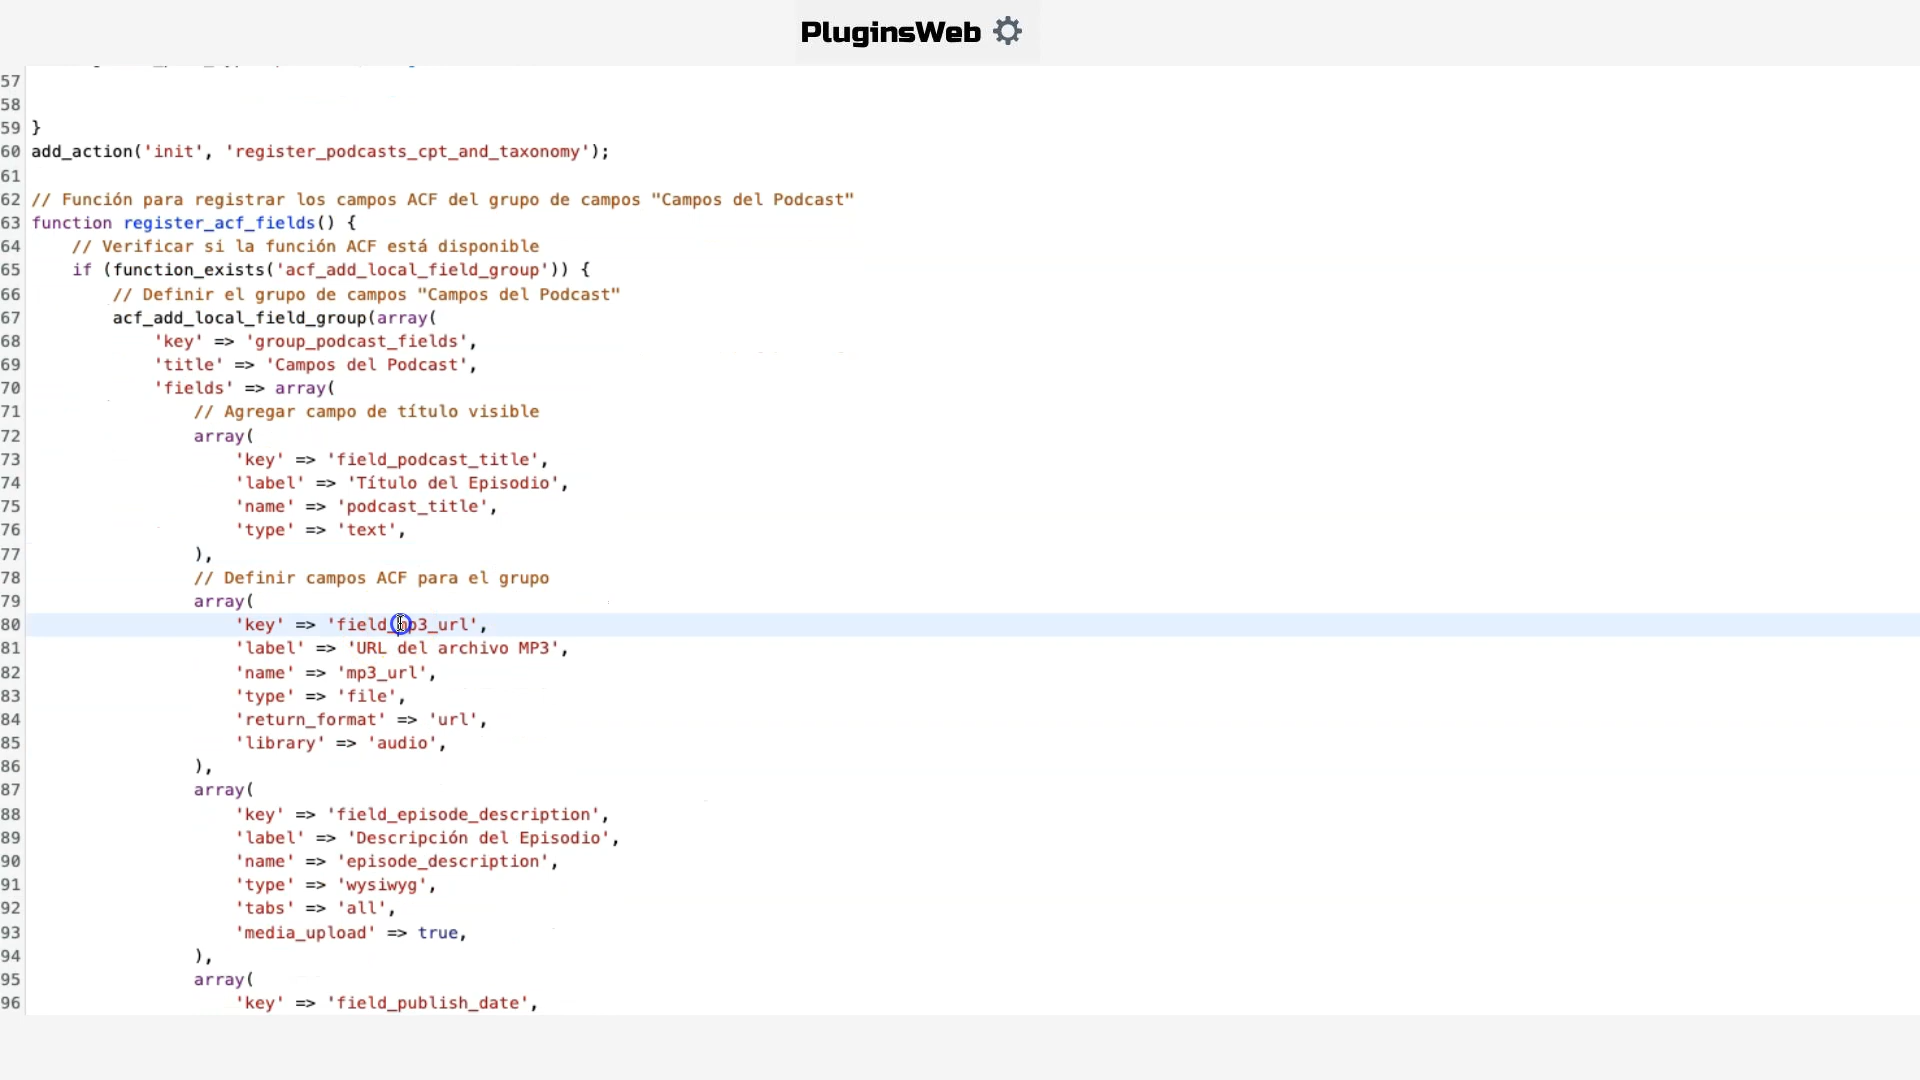 PluginsWeb
57
58
59 }
60 add_action('init', 'register_podcasts_cpt_and_taxonomy');
61
62 // Función para registrar los campos ACF del grupo de campos "Campos del Podcast"
63 function register_acf_fields() {
64 // Verificar si la función ACF está disponible
65 if (function_exists('acf_add_local_field_group')) {
66 // Definir el grupo de campos "Campos del Podcast"
67 acf_add_local_field_group(array(
68 'key' => 'group_podcast_fields',
69 'title' => 'Campos del Podcast',
70 'fields' => array(
71 // Agregar campo de título visible
72 array(
73 'key' => 'field_podcast_title',
74 'label' => 'Título del Episodio',
75 'name' => 'podcast_title',
76 'type' => 'text',
77 ),
78 // Definir campos ACF para el grupo
79 array(
80 'key' => 'field_mp3_url',
81 'label' => 'URL del archivo MP3',
82 'name' => 'mp3_url',
83 'type' => 'file',
84 'return_format' => 'url',
85 'library' => 'audio',
86 ),
87 array(
88 'key' => 'field_episode_description',
89 'label' => 'Descripción del Episodio',
90 'name' => 'episode_description',
91 'type' => 'wysiwyg',
92 'tabs' => 'all',
93 'media_upload' => true,
94 ),
95 array(
96 'key' => 'field_publish_date',